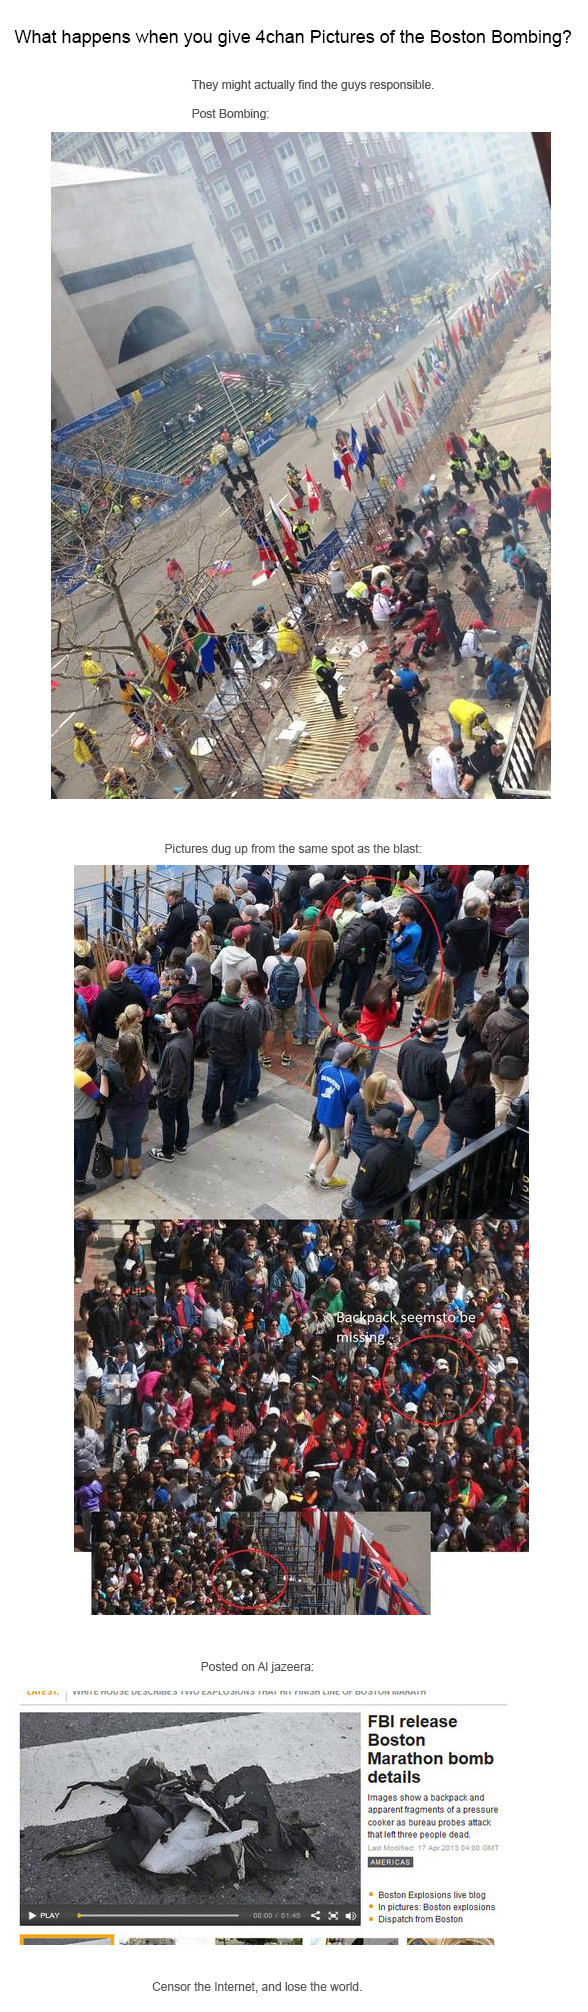 What happens when you give 4chan Pictures of the Boston Bombing?
They might actually find the guys responsible.
Post Bombing:
Pictures dug up from the same spot as the blast:
Backpack seemsto be
missing...
Posted on Al jazeera:
LATEST: WHITE HOUSE DESCRIBES TWO EXPLOSIONS THAT HIT FINISH LINE OF BOSTON MARATH
FBI release
Boston
Marathon bomb
details
Images show a backpack and
apparent fragments of a pressure
cooker as bureau probes attack
that left three people dead.
Last Modified: 17 Apr 2013 04:00 GMT
AMERICAS
Boston Explosions live blog
In pictures: Boston explosions
Dispatch from Boston
PLAY 00:00 / 01:45
Censor the Internet, and lose the world.